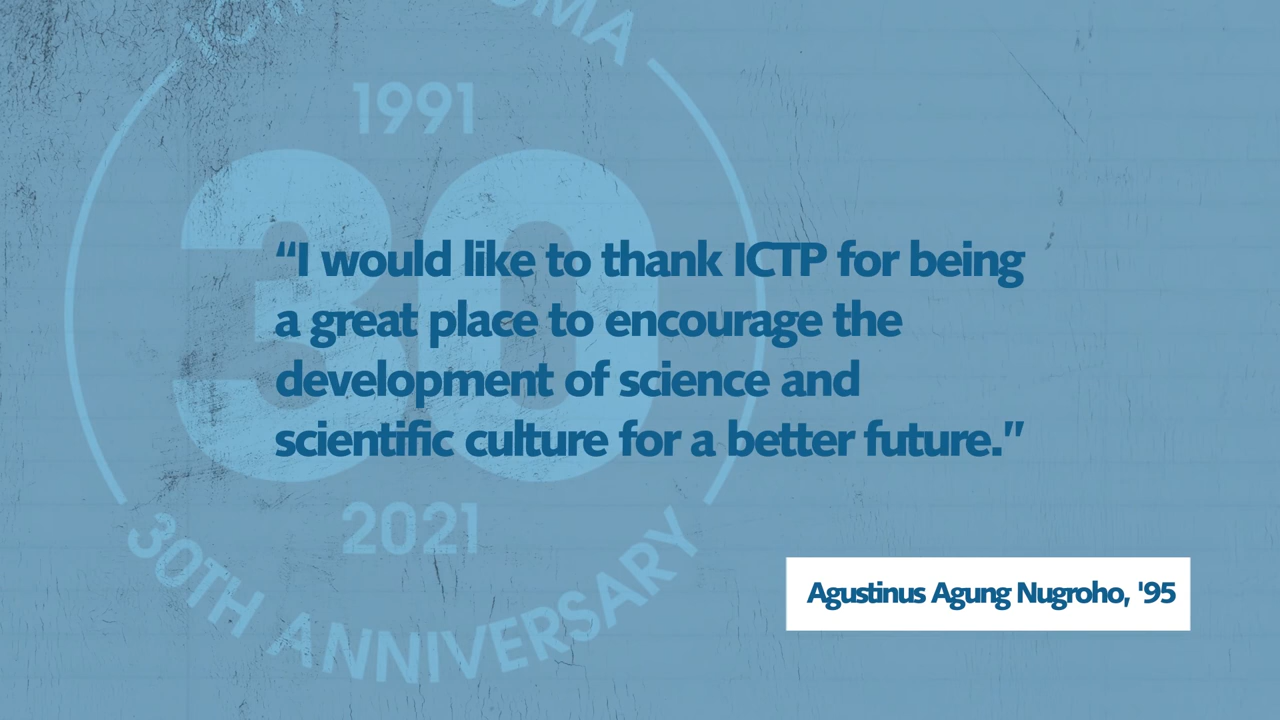 1991
30
“I would like to thank ICTP for being
a great place to encourage the
development of science and
scientific culture for a better future.”
2021
30TH ANNIVERSARY
Agustinus Agung Nugroho, '95